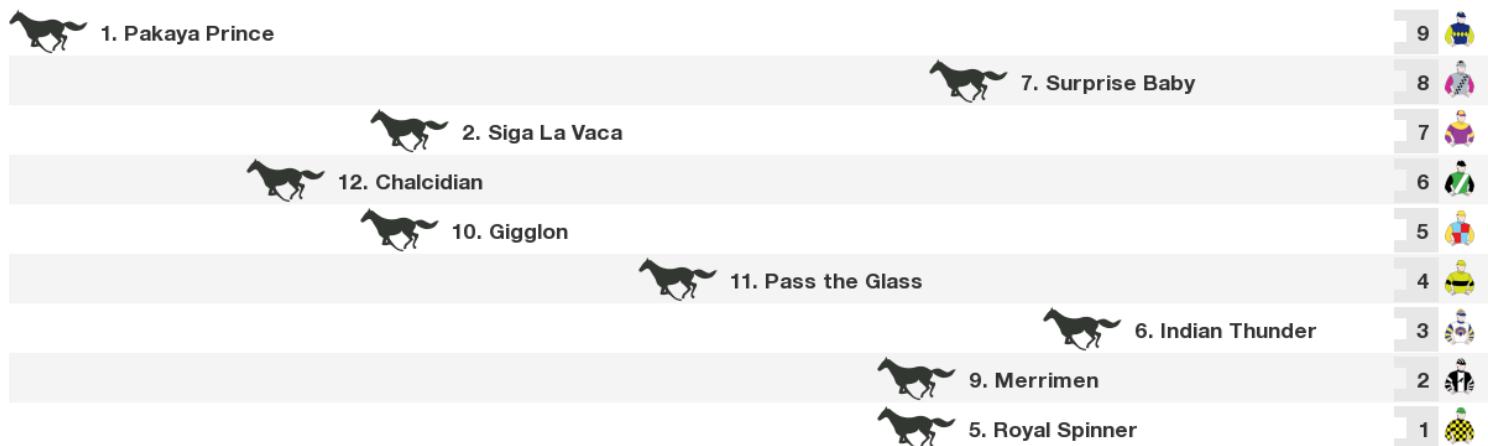 1. Pakaya Prince 9
7. Surprise Baby 8
2. Siga La Vaca 7
12. Chalcidian 6
10. Gigglon 5
11. Pass the Glass 4
6. Indian Thunder 3
9. Merrimen 2
5. Royal Spinner 1